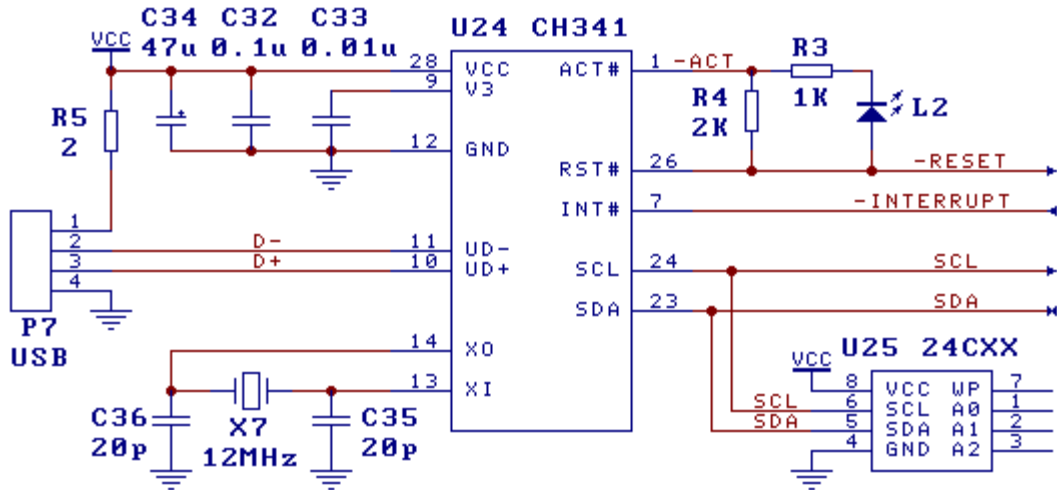 C34 C32 C33 U24 CH341
VCC 47u 0.1u 0.01u
28 VCC ACT# 1 -ACT R3
9 V3
R4 1K L2
R5 2K
2
12 GND
RST# 26 -RESET
INT# 7 -INTERRUPT
1
2 D- 11 UD-
3 D+ 10 UD+ SCL 24 SCL
4
SDA 23 SDA
P7
USB
14 XO
VCC U25 24CXX
13 XI
8 VCC WP 7
SCL 6 SCL A0 1
SDA 5 SDA A1 2
4 GND A2 3
C36 X7 C35
20p 12MHz 20p